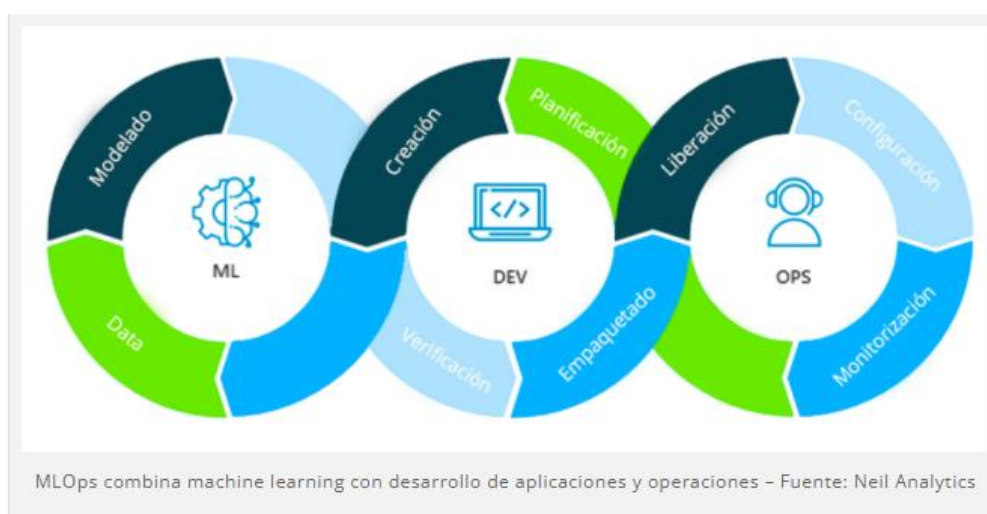 Modelado
Data
ML
Creación
Planificación
Verificación
Empaquetado
DEV
Liberación
Configuración
Monitorización
OPS
MLOps combina machine learning con desarrollo de aplicaciones y operaciones – Fuente: Neil Analytics